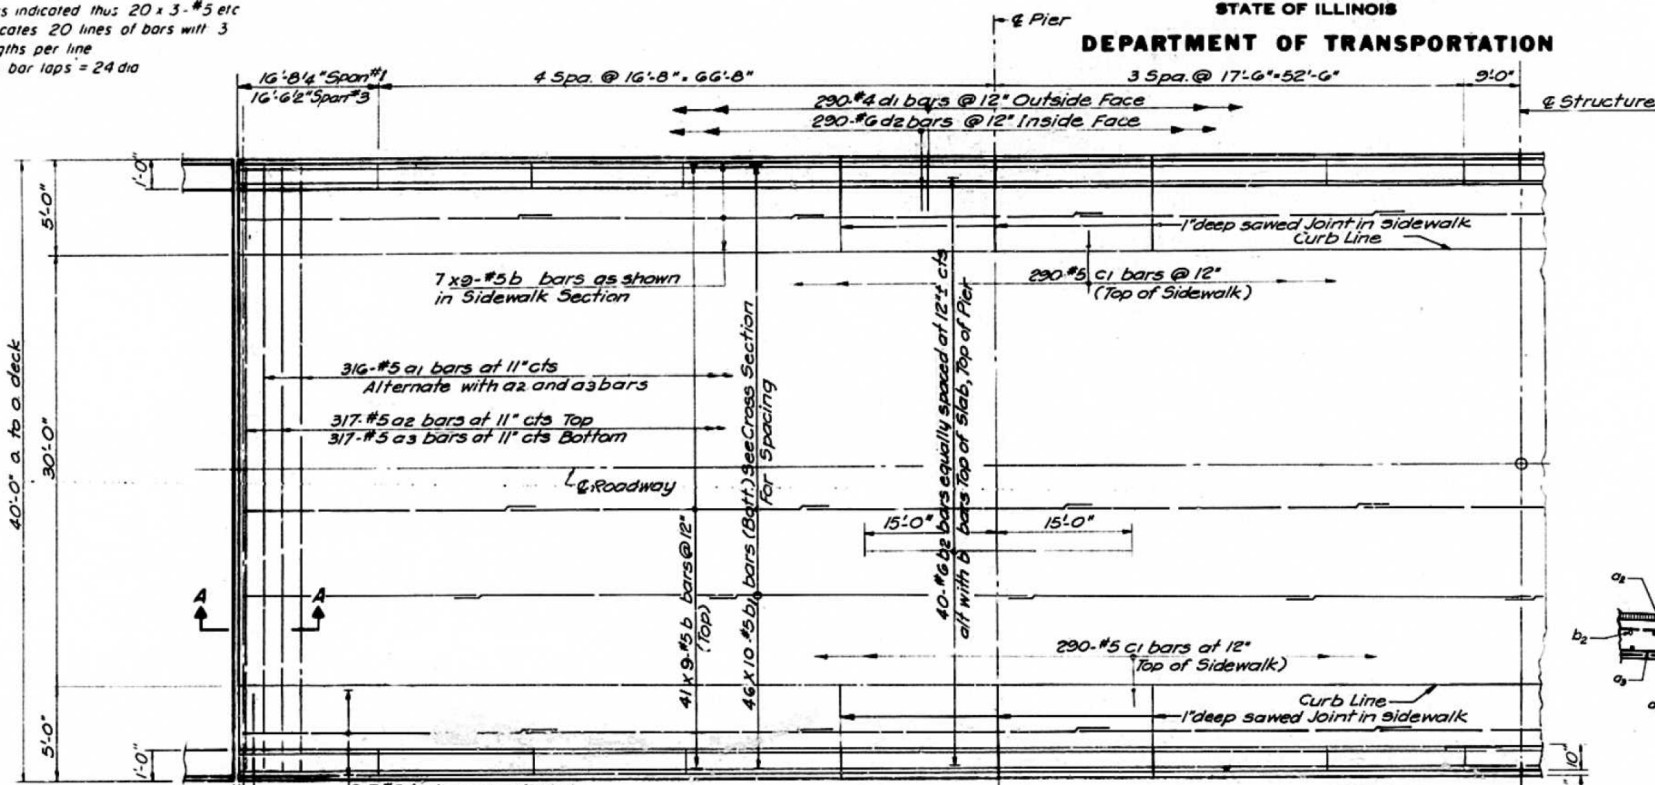 s indicated thus 20 x 3-#5 etc
cates 20 lines of bars with 3
gths per line
bar laps = 24 dia
STATE OF ILLINOIS
DEPARTMENT OF TRANSPORTATION
℄ Pier
16'-8¼" Span #1
16'-6½" Span #3
4 Spa. @ 16'-8" = 66'-8"
3 Spa. @ 17'-6" = 52'-6"
9'-0"
℄ Structure
290-#4 d1 bars @ 12" Outside Face
290-#6 d2 bars @ 12" Inside Face
1'-0"
5'-0"
1" deep sawed Joint in sidewalk
Curb Line
7 x 9-#5 b bars as shown
in Sidewalk Section
290-#5 c1 bars @ 12"
(Top of Sidewalk)
40'-0" a to a deck
30'-0"
316-#5 a1 bars at 11" cts
Alternate with a2 and a3 bars
317-#5 a2 bars at 11" cts Top
317-#5 a3 bars at 11" cts Bottom
℄ Roadway
41 x 9-#5 b bars @ 12"
(Top)
46 x 10-#5 b1 bars (Bott.) See Cross Section
For Spacing
40-#6 b2 bars equally spaced at 12"± cts
alt with b bars Top of Slab, Top of Pier
15'-0"
15'-0"
A
A
a2
b2
a3
290-#5 c1 bars at 12"
Top of Sidewalk)
Curb Line
1" deep sawed Joint in sidewalk
5'-0"
1'-0"
10"